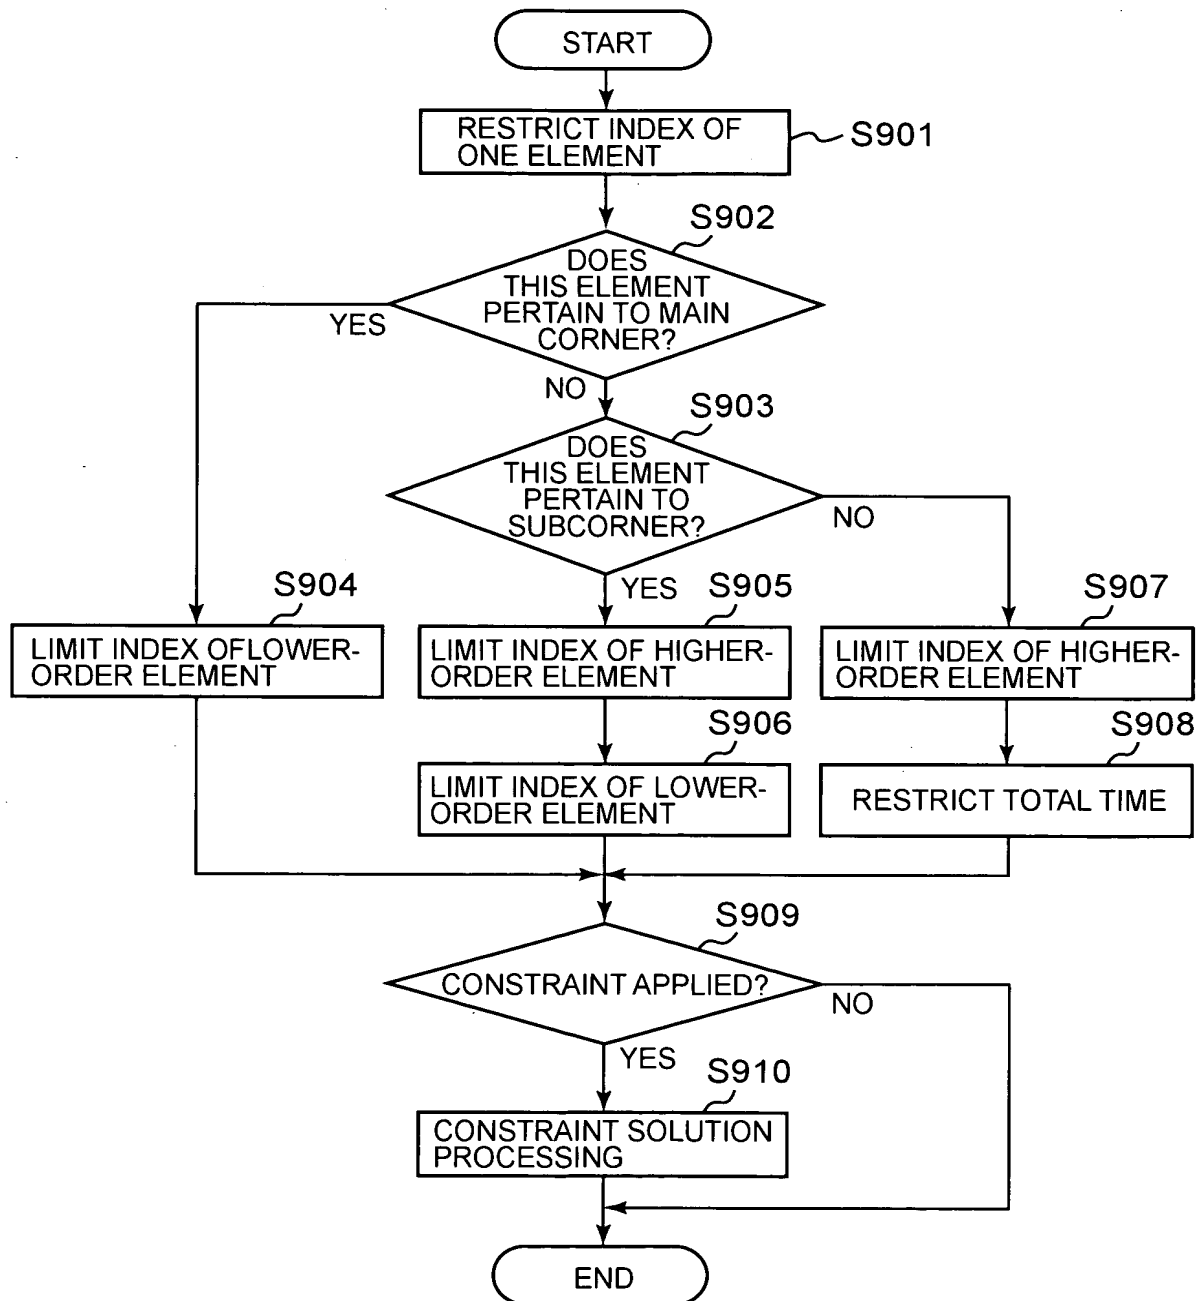 START
RESTRICT INDEX OF
ONE ELEMENT
S901
S902
DOES
THIS ELEMENT
PERTAIN TO MAIN
CORNER?
YES
NO
S903
DOES
THIS ELEMENT
PERTAIN TO
SUBCORNER?
NO
YES
S904
LIMIT INDEX OFLOWER-
ORDER ELEMENT
S905
LIMIT INDEX OF HIGHER-
ORDER ELEMENT
S907
LIMIT INDEX OF HIGHER-
ORDER ELEMENT
S906
LIMIT INDEX OF LOWER-
ORDER ELEMENT
S908
RESTRICT TOTAL TIME
S909
CONSTRAINT APPLIED?
NO
YES
S910
CONSTRAINT SOLUTION
PROCESSING
END